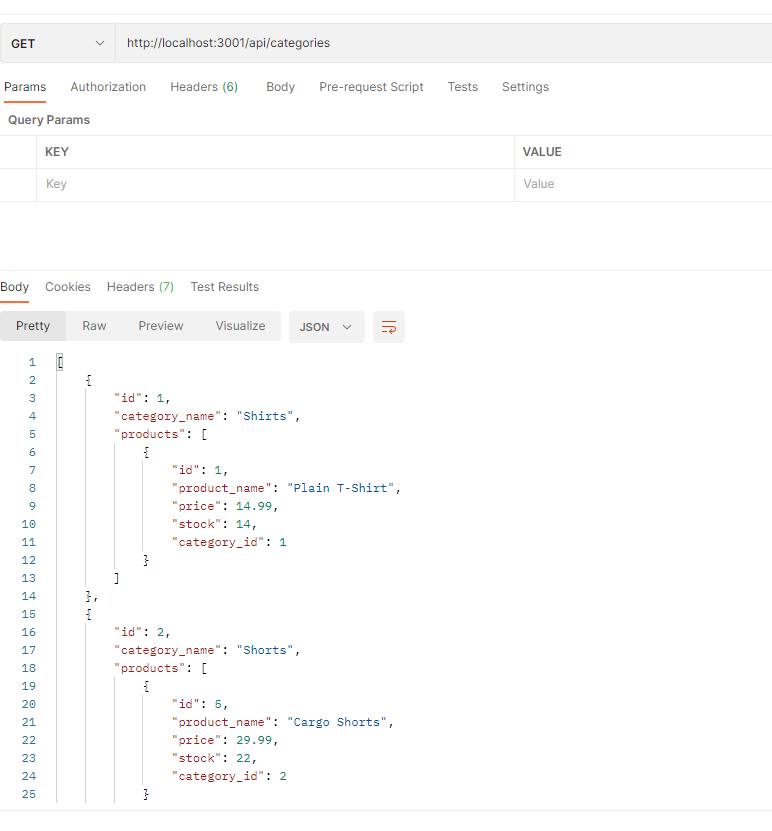 GET http://localhost:3001/api/categories
Params Authorization Headers (6) Body Pre-request Script Tests Settings
Query Params
KEY VALUE
Key Value
Body Cookies Headers (7) Test Results
Pretty Raw Preview Visualize JSON
1 [
2 {
3 "id": 1,
4 "category_name": "Shirts",
5 "products": [
6 {
7 "id": 1,
8 "product_name": "Plain T-Shirt",
9 "price": 14.99,
10 "stock": 14,
11 "category_id": 1
12 }
13 ]
14 },
15 {
16 "id": 2,
17 "category_name": "Shorts",
18 "products": [
19 {
20 "id": 5,
21 "product_name": "Cargo Shorts",
22 "price": 29.99,
23 "stock": 22,
24 "category_id": 2
25 }